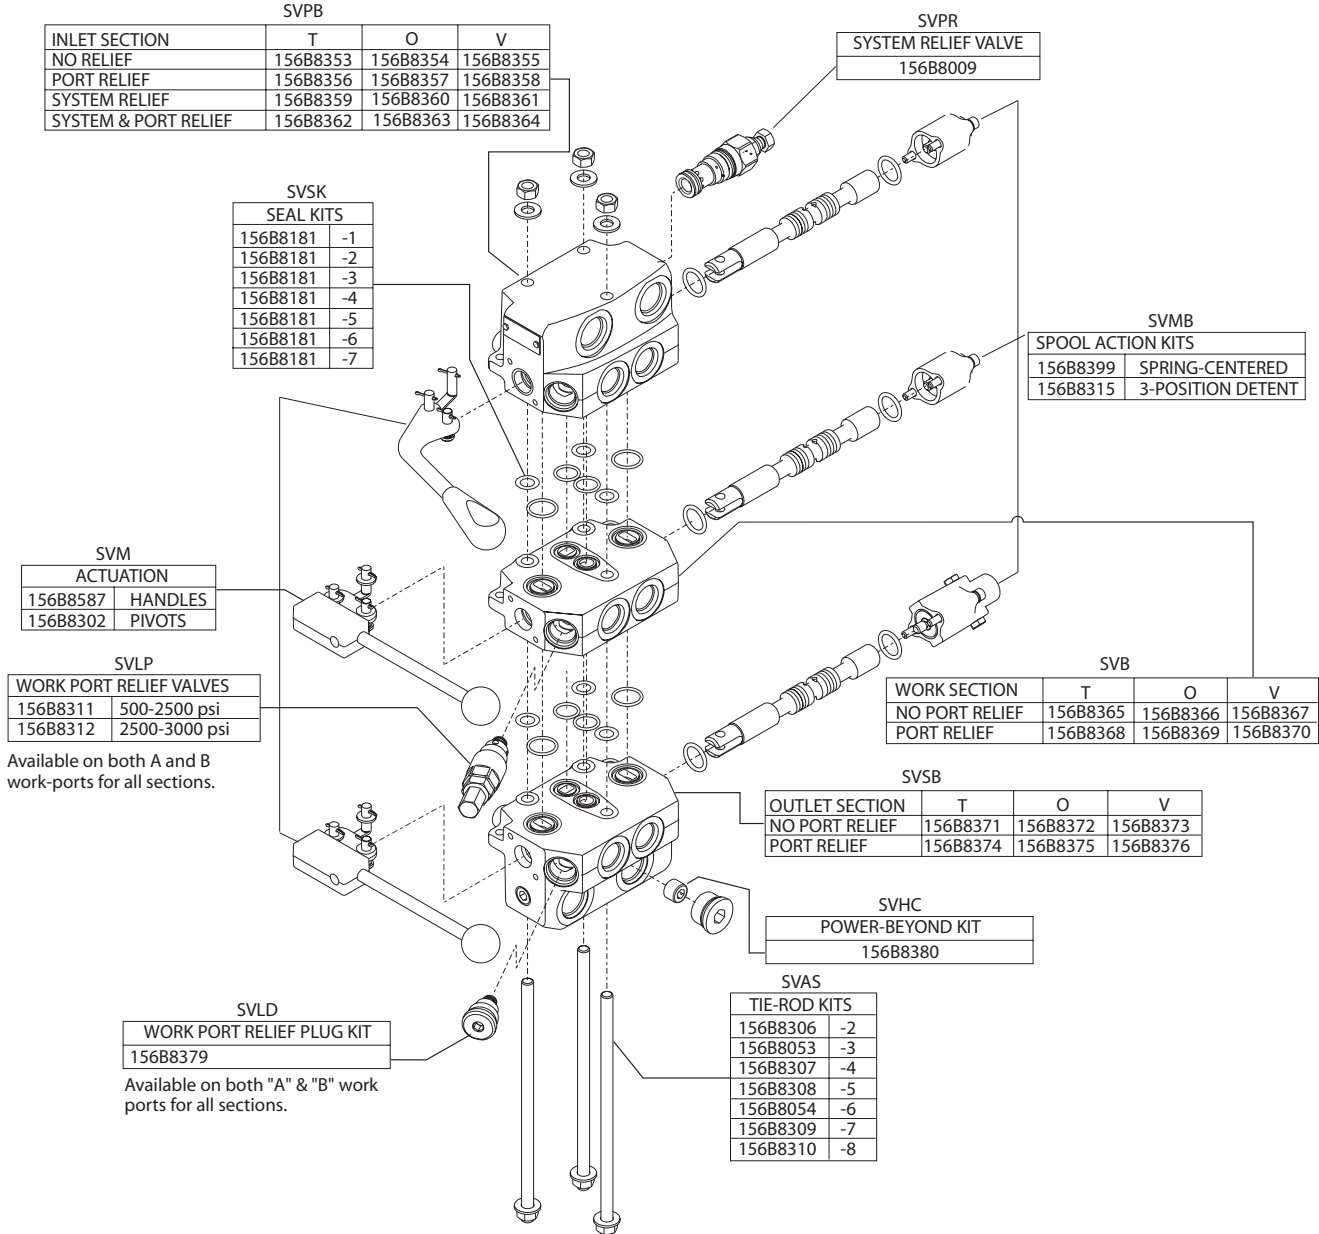 SVPB
INLET SECTION T O V
NO RELIEF 156B8353 156B8354 156B8355
PORT RELIEF 156B8356 156B8357 156B8358
SYSTEM RELIEF 156B8359 156B8360 156B8361
SYSTEM & PORT RELIEF 156B8362 156B8363 156B8364
SVPR
SYSTEM RELIEF VALVE
156B8009
SVSK
SEAL KITS
156B8181 -1
156B8181 -2
156B8181 -3
156B8181 -4
156B8181 -5
156B8181 -6
156B8181 -7
SVMB
SPOOL ACTION KITS
156B8399 SPRING-CENTERED
156B8315 3-POSITION DETENT
SVM
ACTUATION
156B8587 HANDLES
156B8302 PIVOTS
SVLP
WORK PORT RELIEF VALVES
156B8311 500-2500 psi
156B8312 2500-3000 psi
Available on both A and B
work-ports for all sections.
SVB
WORK SECTION T O V
NO PORT RELIEF 156B8365 156B8366 156B8367
PORT RELIEF 156B8368 156B8369 156B8370
SVSB
OUTLET SECTION T O V
NO PORT RELIEF 156B8371 156B8372 156B8373
PORT RELIEF 156B8374 156B8375 156B8376
SVHC
POWER-BEYOND KIT
156B8380
SVAS
TIE-ROD KITS
156B8306 -2
156B8053 -3
156B8307 -4
156B8308 -5
156B8054 -6
156B8309 -7
156B8310 -8
SVLD
WORK PORT RELIEF PLUG KIT
156B8379
Available on both "A" & "B" work
ports for all sections.